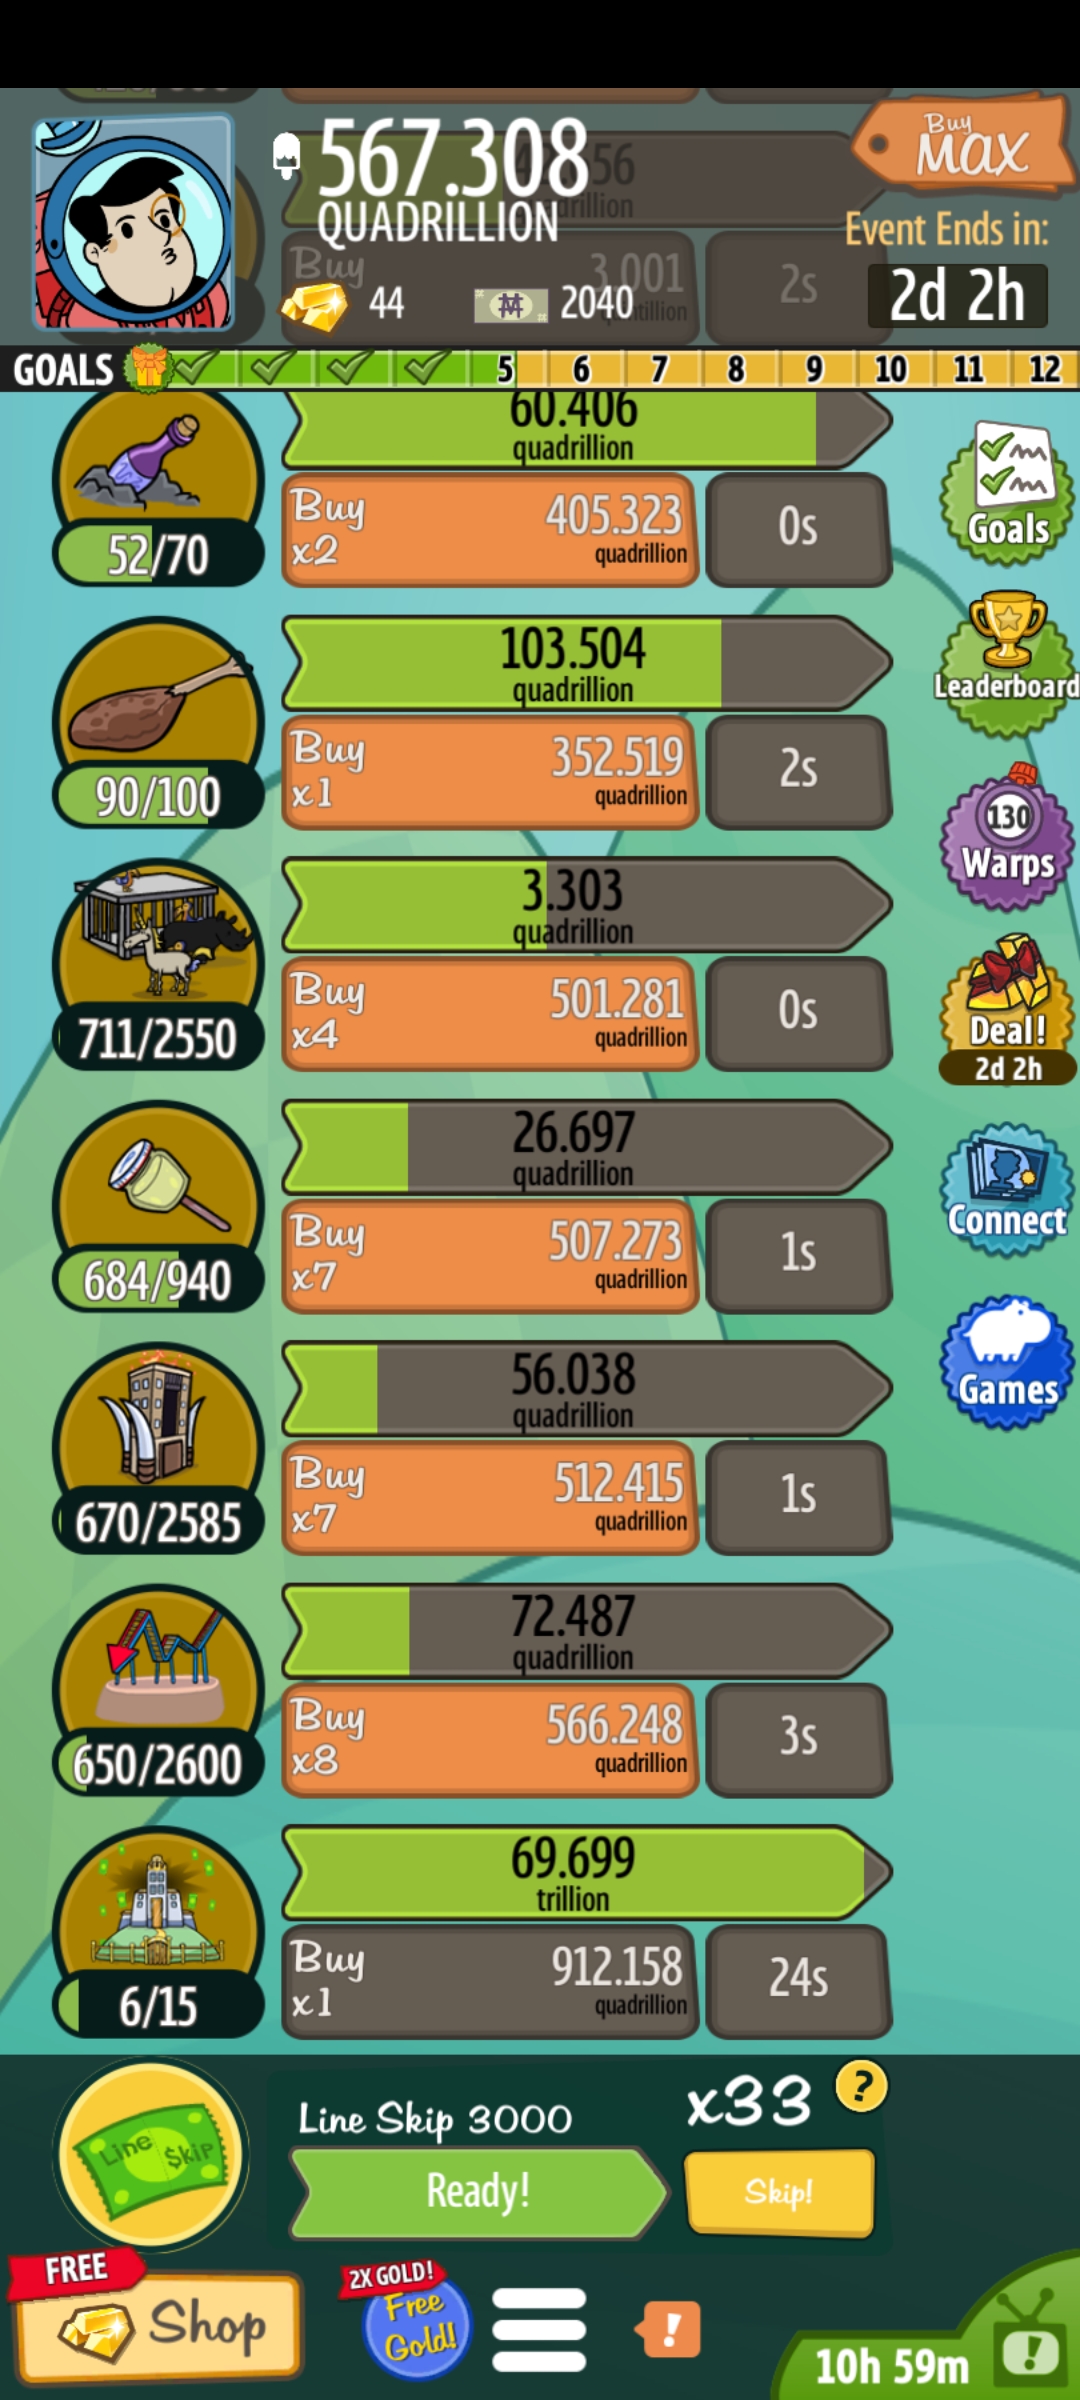 567.308
QUADRILLION
Buy
MAX
Event Ends in:
2d 2h
Buy
3.001
2s
44
2040
GOALS
5
6
7
8
9
10
11
12
60.406
quadrillion
52/70
Buy
x2
405.323
quadrillion
0s
Goals
103.504
quadrillion
90/100
Buy
x1
352.519
quadrillion
2s
Leaderboard
130
Warps
3.303
quadrillion
711/2550
Buy
x4
501.281
quadrillion
0s
Deal!
2d 2h
26.697
quadrillion
684/940
Buy
x7
507.273
quadrillion
1s
Connect
56.038
quadrillion
670/2585
Buy
x7
512.415
quadrillion
1s
Games
72.487
quadrillion
650/2600
Buy
x8
566.248
quadrillion
3s
69.699
trillion
6/15
Buy
x1
912.158
quadrillion
24s
Line $kip
Line Skip 3000
x33
?
Ready!
Skip!
FREE
Shop
2X GOLD!
Free
Gold!
!
10h 59m
!